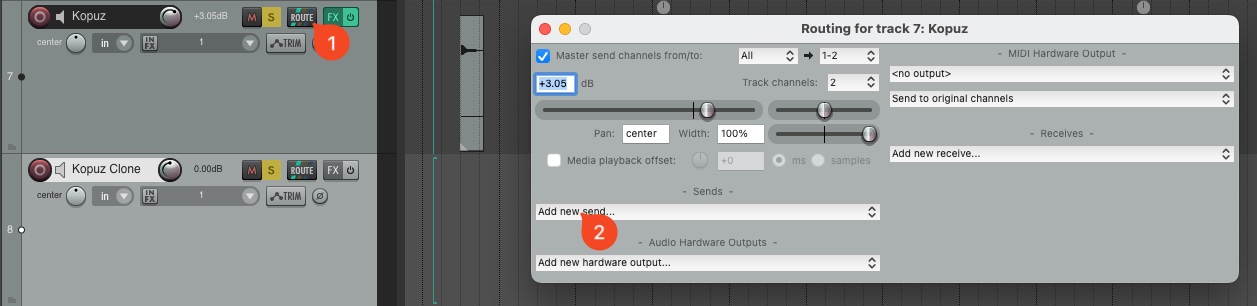 Kopuz +3.05dB M S ROUTE FX
center in IN FX 1 TRIM
1
7
Kopuz Clone 0.00dB M S ROUTE FX
center in IN FX 1 TRIM Ø
8
Routing for track 7: Kopuz
Master send channels from/to: All 1-2
+3.05 dB Track channels: 2
Pan: center Width: 100%
Media playback offset: +0 ms samples
- Sends -
Add new send...
2
- Audio Hardware Outputs -
Add new hardware output...
- MIDI Hardware Output -
<no output>
Send to original channels
- Receives -
Add new receive...